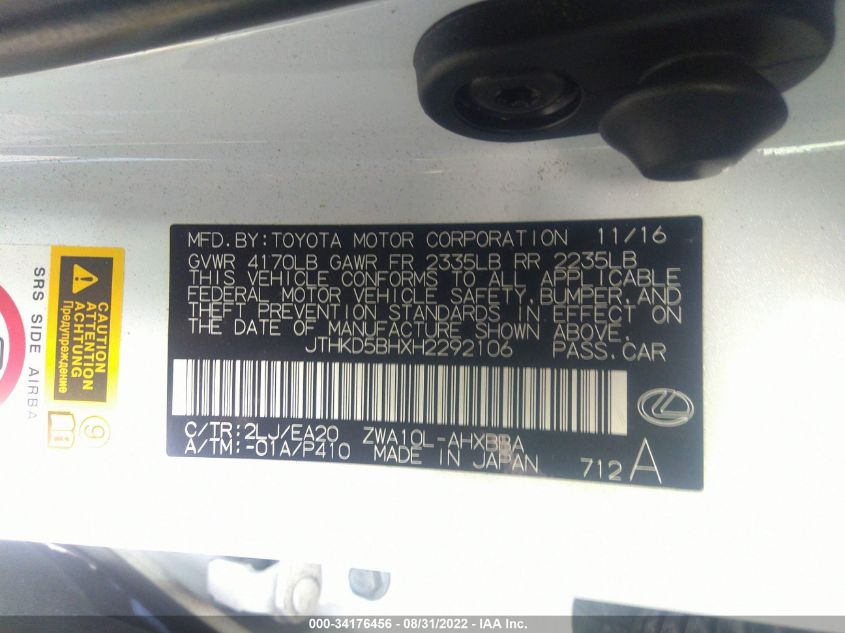 MFD. BY: TOYOTA MOTOR CORPORATION 11/16
GVWR 4170LB GAWR FR 2335LB RR 2235LB
THIS VEHICLE CONFORMS TO ALL APPLICABLE
FEDERAL MOTOR VEHICLE SAFETY, BUMPER, AND
THEFT PREVENTION STANDARDS IN EFFECT ON
THE DATE OF MANUFACTURE SHOWN ABOVE.
JTHKD5BHXH2292106 PASS. CAR
C/TR: 2LJ/EA20 ZWA10L-AHXBBA
A/TM: -01A/P410 MADE IN JAPAN 712 A
SRS SIDE AIRBA
CAUTION
ATTENTION
ACHTUNG
Предупреждение
000-34176456 - 08/31/2022 - IAA Inc.